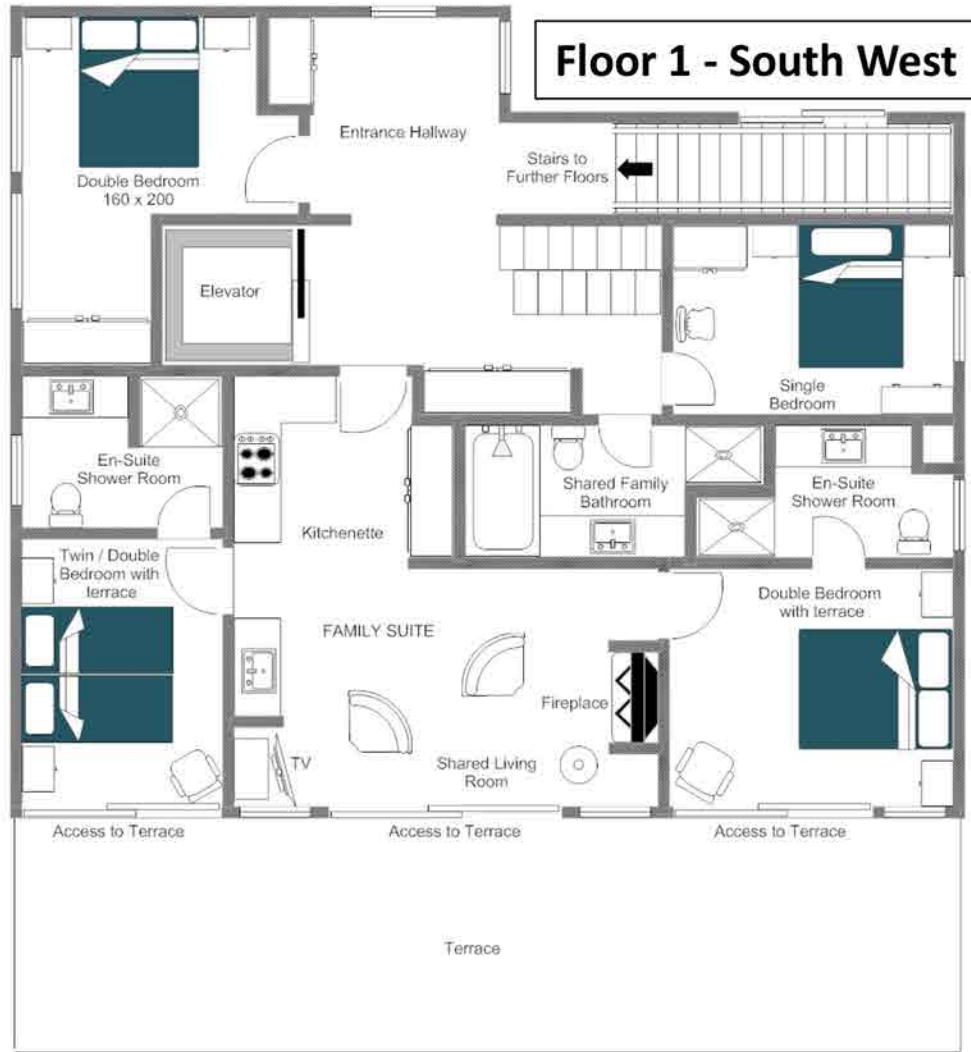 Floor 1 - South West
Entrance Hallway
Stairs to
Further Floors
Double Bedroom
160 x 200
Elevator
Single
Bedroom
En-Suite
Shower Room
Shared Family
Bathroom
En-Suite
Shower Room
Kitchenette
Twin / Double
Bedroom with
terrace
Double Bedroom
with terrace
FAMILY SUITE
Fireplace
TV
Shared Living
Room
Access to Terrace
Access to Terrace
Access to Terrace
Terrace